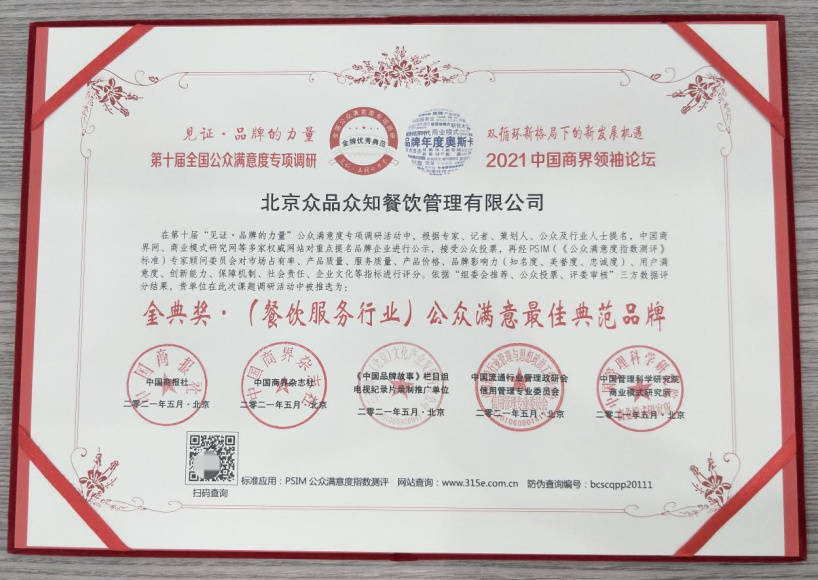 见证·品牌的力量
第十届全国公众满意度专项调研
全国公众满意度专项调研
金牌优秀典范
商业模式
品牌年度奥斯卡
双循环新格局下的新发展机遇
2021中国商界领袖论坛
北京众品众知餐饮管理有限公司
在第十届“见证·品牌的力量”公众满意度专项调研活动中，根据专家、记者、策划人、公众及行业人士提名，中国商
界网、商业模式研究网等多家权威网站对重点提名品牌企业进行公示，接受公众投票，再经PSIM（《公众满意度指数测评》
标准）专家顾问委员会对市场占有率、产品质量、服务质量、产品价格、品牌影响力（知名度、美誉度、忠诚度）、用户满
意度、创新能力、保障机制、社会责任、企业文化等指标进行评分。依据“组委会推荐、公众投票、评委审核”三方数据评
分结果，贵单位在此次课题调研活动中被推选为：
金典奖·（餐饮服务行业）公众满意最佳典范品牌
中国商报社
二零二一年五月·北京
中国商界杂志社
二零二一年五月·北京
《中国品牌故事》栏目组
电视纪录片录制推广单位
二零二一年五月·北京
中国流通行业管理政研会
信用管理专业委员会
二零二一年五月·北京
中国管理科学研究院
商业模式研究所
二零二一年五月·北京
扫码查询
标准应用：PSIM 公众满意度指数测评 网站查询：www.315e.com.cn 防伪查询编号：bcscqpp20111